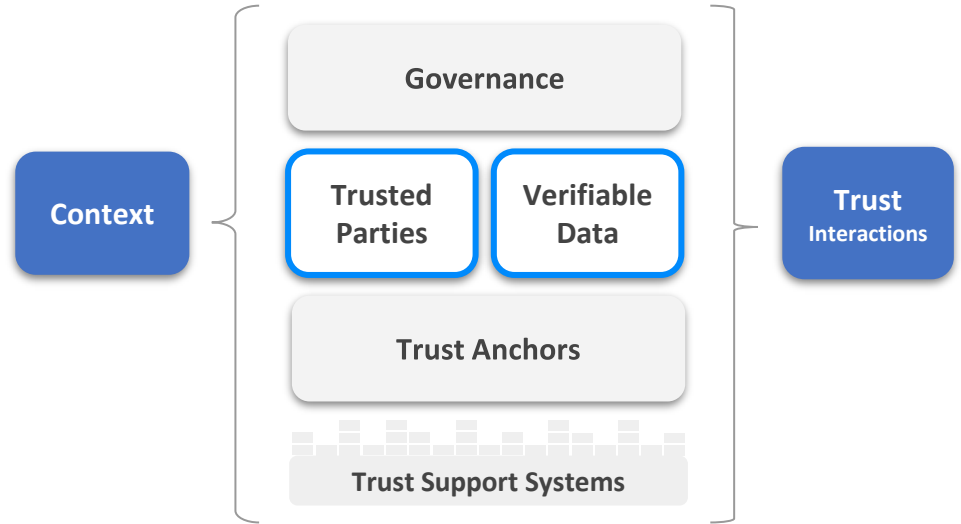 Governance
Context
Trusted
Parties
Verifiable
Data
Trust
Interactions
Trust Anchors
Trust Support Systems